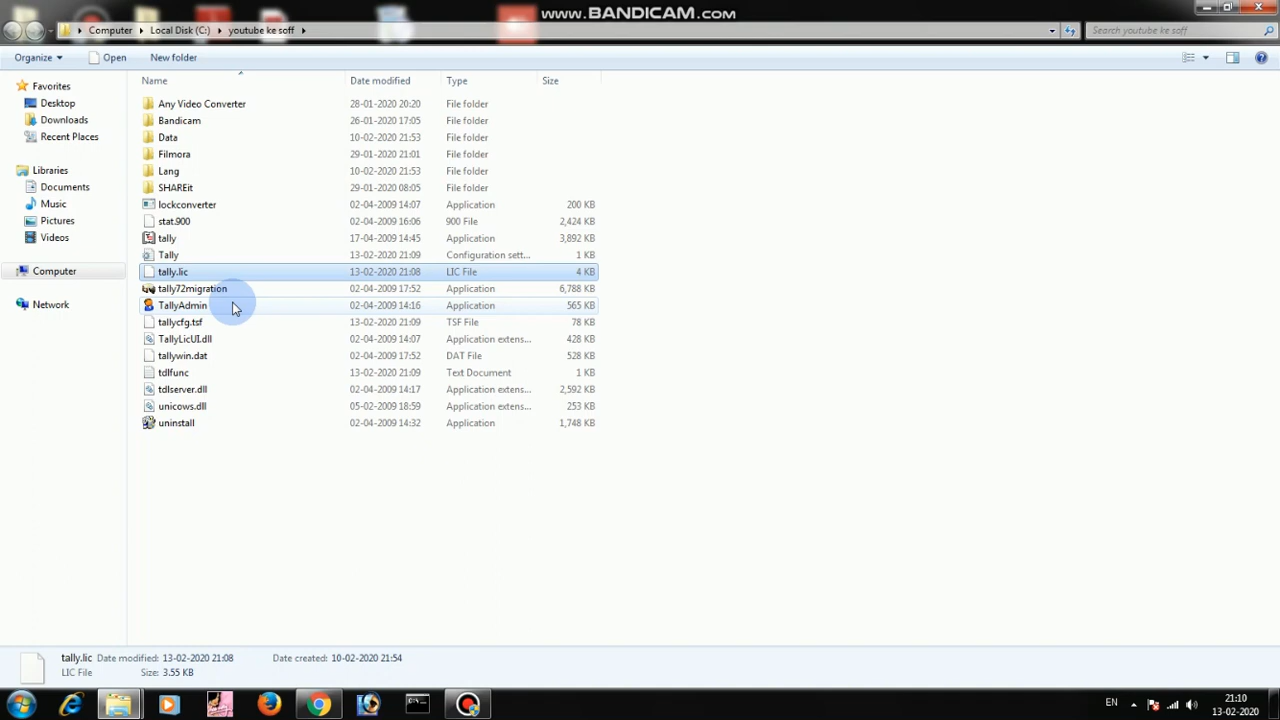 www.BANDICAM.com
Computer Local Disk (C:) youtube ke soff Search youtube ke soff
Organize Open New folder
Name Date modified Type Size
Favorites
Desktop
Downloads
Recent Places
Libraries
Documents
Music
Pictures
Videos
Computer
Network
Any Video Converter 28-01-2020 20:20 File folder
Bandicam 26-01-2020 17:05 File folder
Data 10-02-2020 21:53 File folder
Filmora 29-01-2020 21:01 File folder
Lang 10-02-2020 21:53 File folder
SHAREit 29-01-2020 08:05 File folder
lockconverter 02-04-2009 14:07 Application 200 KB
stat.900 02-04-2009 16:06 900 File 2,424 KB
tally 17-04-2009 14:45 Application 3,892 KB
Tally 13-02-2020 21:09 Configuration sett... 1 KB
tally.lic 13-02-2020 21:08 LIC File 4 KB
tally72migration 02-04-2009 17:52 Application 6,788 KB
TallyAdmin 02-04-2009 14:16 Application 565 KB
tallycfg.tsf 13-02-2020 21:09 TSF File 78 KB
TallyLicUI.dll 02-04-2009 14:07 Application extens... 428 KB
tallywin.dat 02-04-2009 17:52 DAT File 528 KB
tdlfunc 13-02-2020 21:09 Text Document 1 KB
tdlserver.dll 02-04-2009 14:17 Application extens... 2,592 KB
unicows.dll 05-02-2009 18:59 Application extens... 253 KB
uninstall 02-04-2009 14:32 Application 1,748 KB
tally.lic Date modified: 13-02-2020 21:08 Date created: 10-02-2020 21:54
LIC File Size: 3.55 KB
EN 21:10
13-02-2020